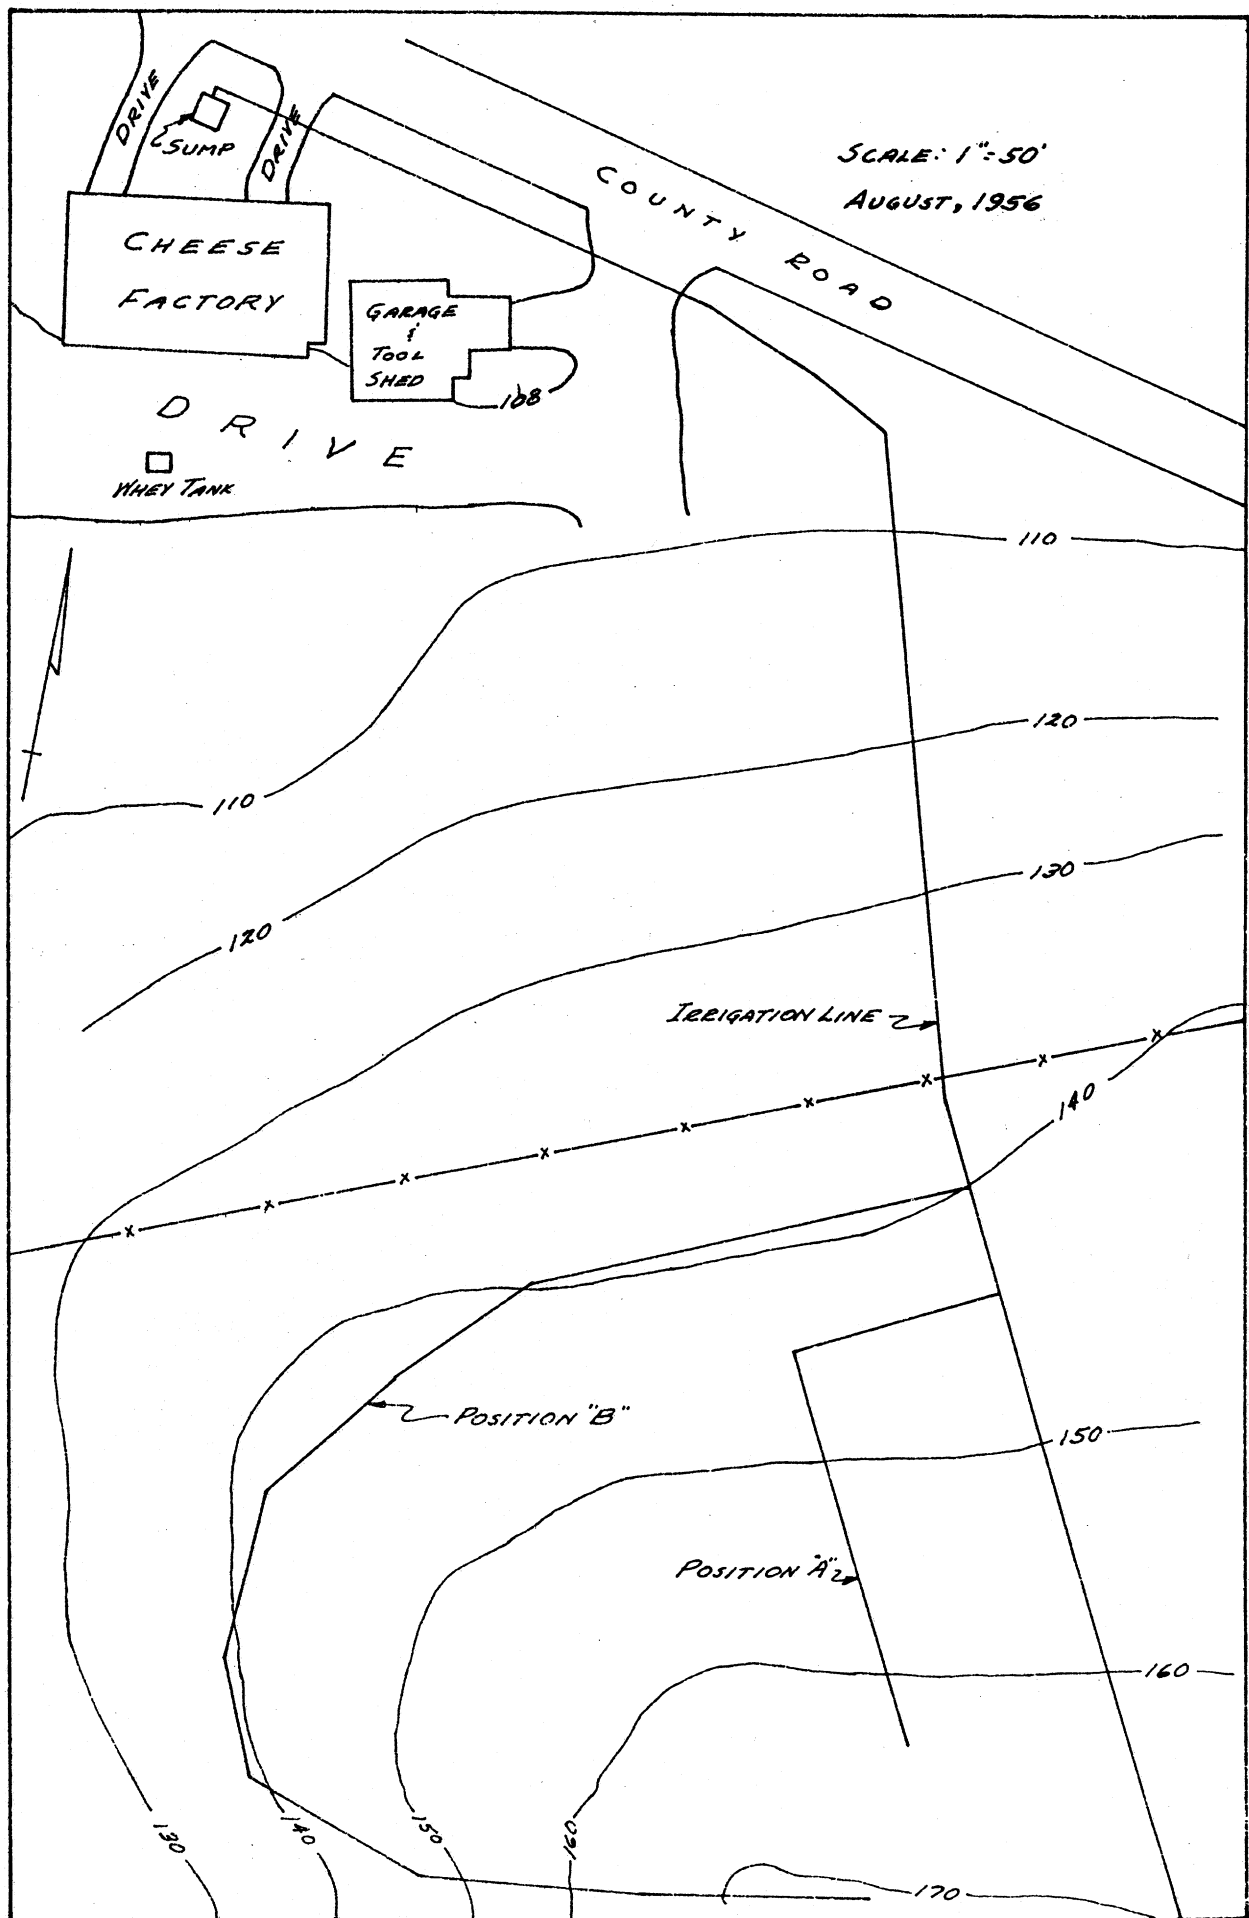 DRIVE
SUMP
DRIVE
COUNTY ROAD
SCALE: 1"=50'
AUGUST, 1956
CHEESE
FACTORY
GARAGE
&
TOOL
SHED
108
DRIVE
WHEY TANK
110
120
110
130
120
IRRIGATION LINE
140
POSITION "B"
150
POSITION "A"
160
130
140
150
160
170